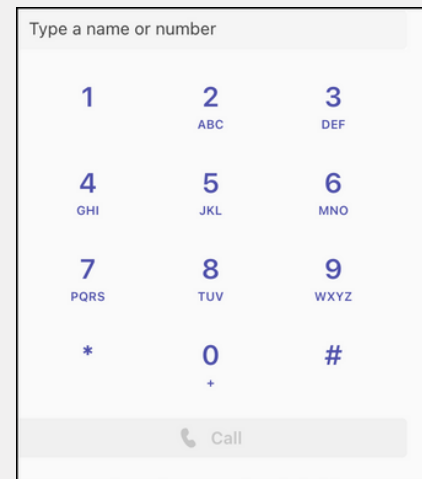 Type a name or number
1 2 3
ABC DEF
4 5 6
GHI JKL MNO
7 8 9
PQRS TUV WXYZ
* 0 #
+
Call